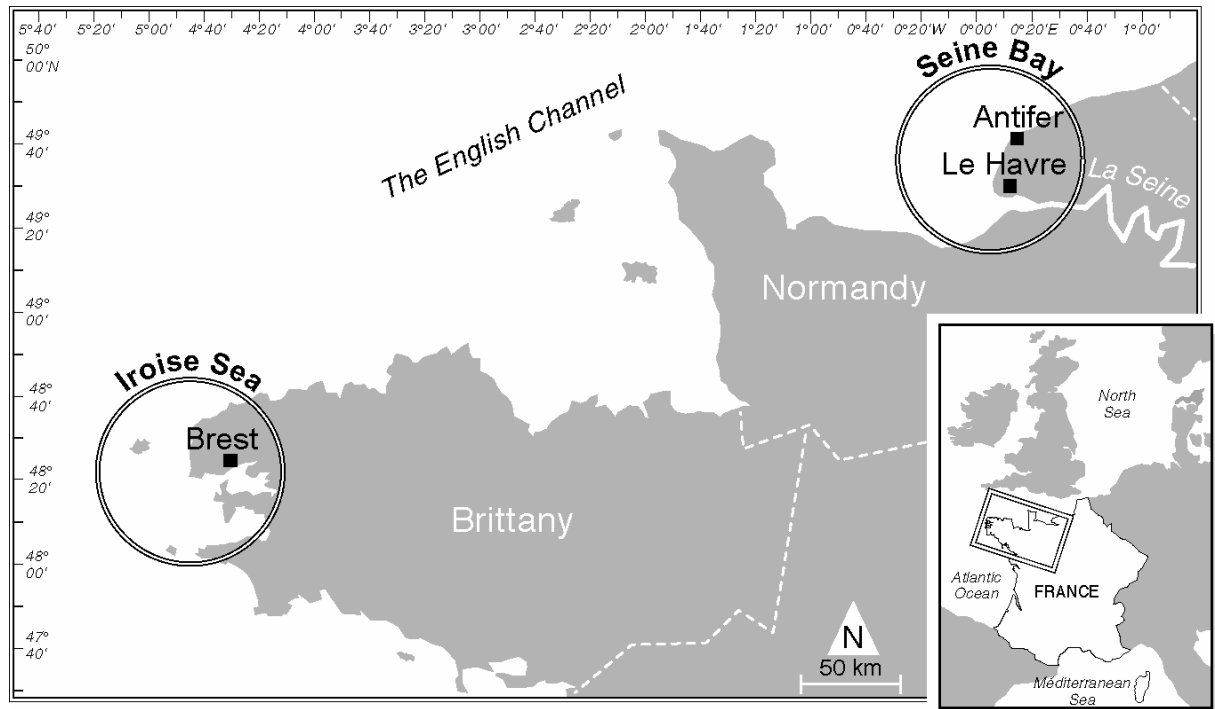 5°40' 5°20' 5°00' 4°40' 4°20' 4°00' 3°40' 3°20' 3°00' 2°40' 2°20' 2°00' 1°40' 1°20' 1°00' 0°40' 0°20'W 0°00' 0°20'E 0°40' 1°00'
50°
00'N
Seine Bay
The English Channel
Antifer
49°
40'
Le Havre
La Seine
49°
20'
Normandy
49°
00'
Iroise Sea
48°
40'
North
Sea
Brest
48°
20'
Brittany
48°
00'
Atlantic
Ocean
FRANCE
47°
40'
N
50 km
Méditerranean
Sea